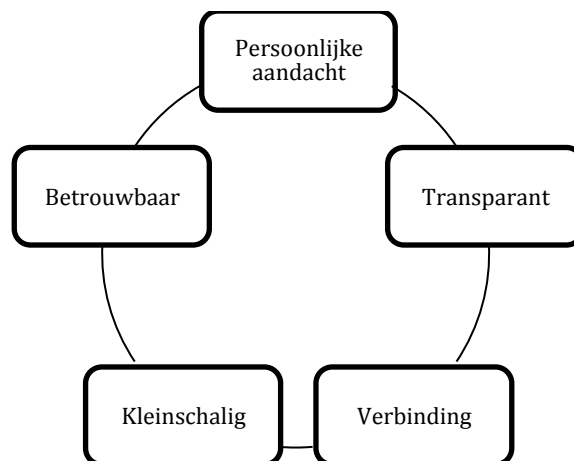 Persoonlijke
aandacht
Betrouwbaar
Transparant
Kleinschalig
Verbinding